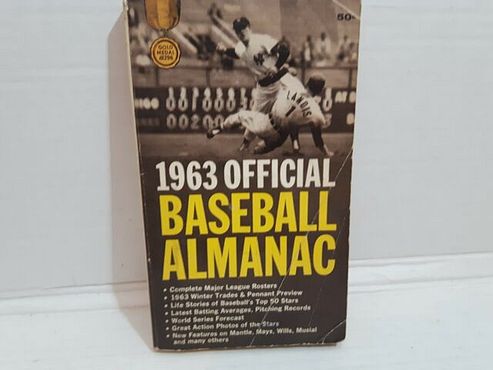 50¢
GOLD
MEDAL
LANDIS
1
1963 OFFICIAL
BASEBALL
ALMANAC
• Complete Major League Rosters
• 1963 Winter Trades & Pennant Preview
• Life Stories of Baseball's Top 50 Stars
• Latest Batting Averages, Pitching Records
• World Series Forecast
• Great Action Photos of the Stars
• New Features on Mantle, Mays, Wills, Musial
and many others